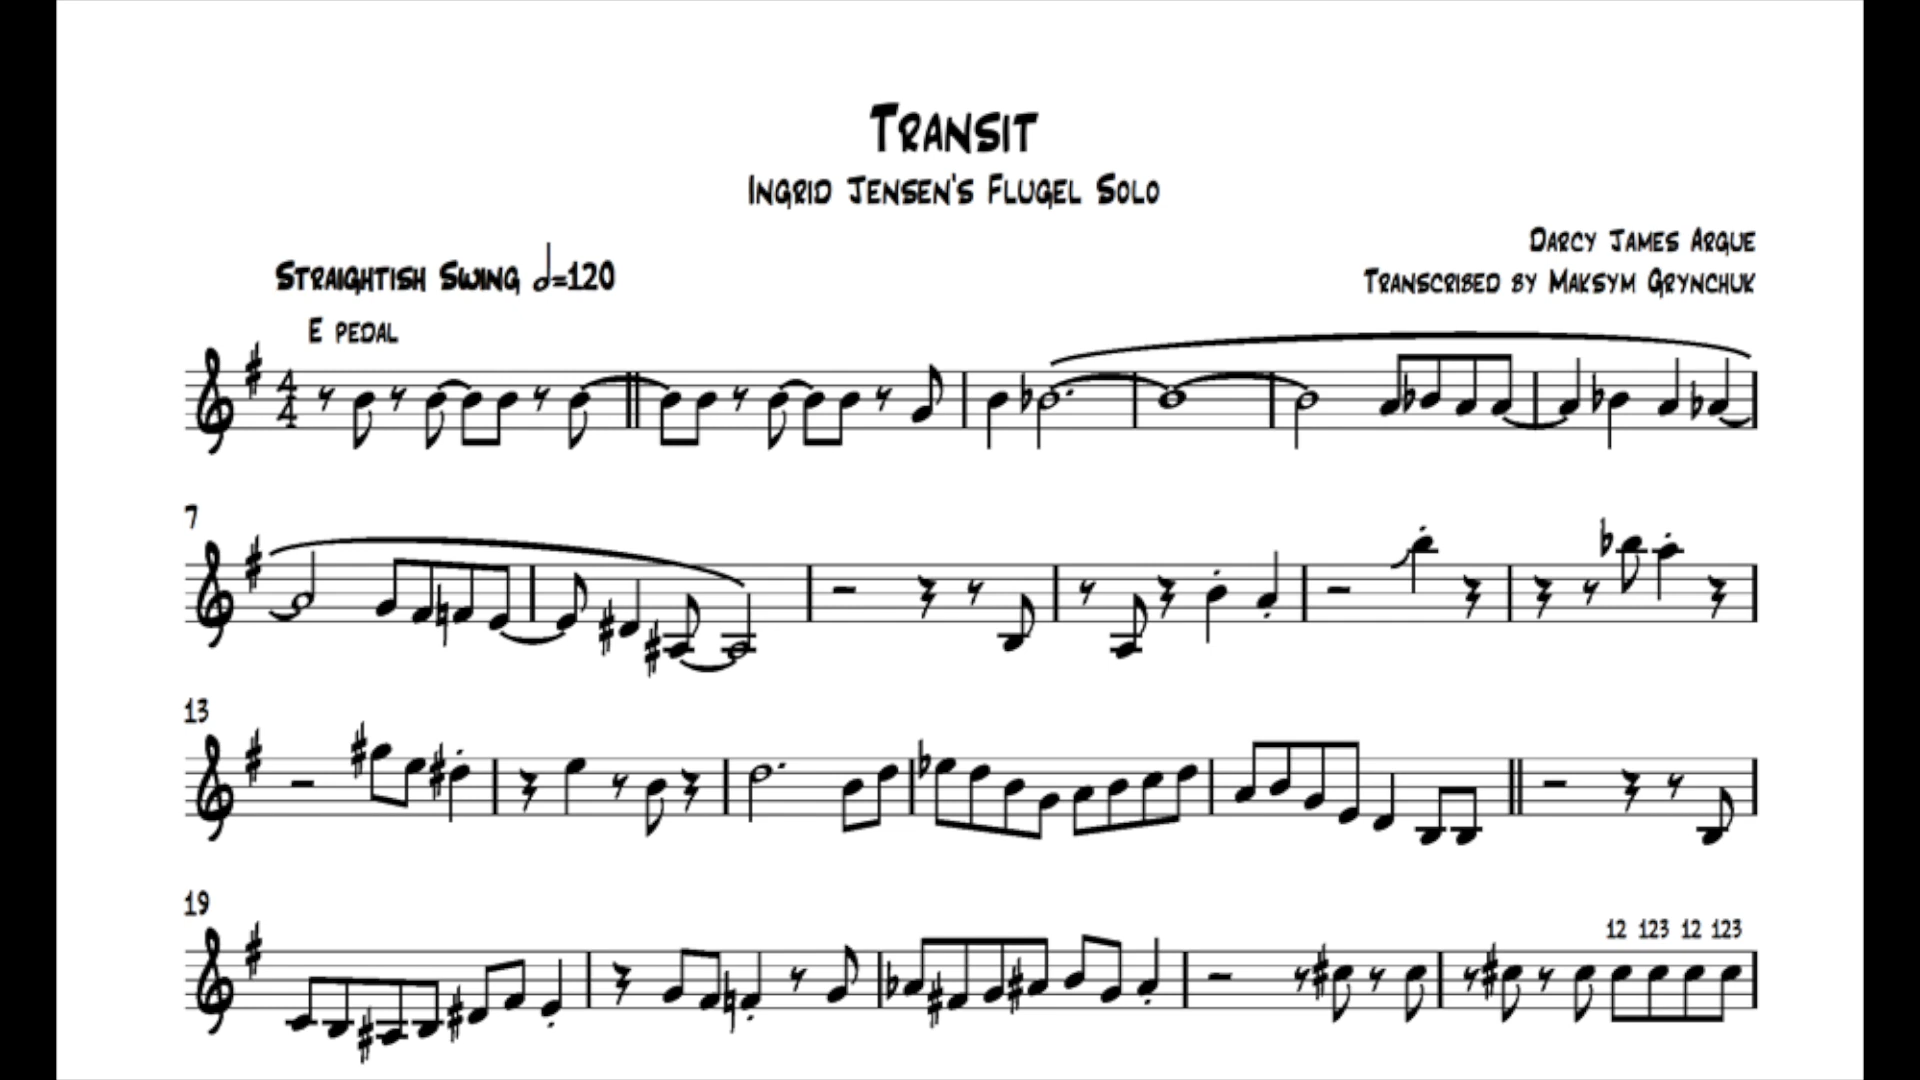 TRANSIT
INGRID JENSEN'S FLUGEL SOLO
DARCY JAMES ARGUE
STRAIGHTISH SWING 𝅗𝅥=120
TRANSCRIBED BY MAKSYM GRYNCHUK
E PEDAL
4
4
7
13
19
12 123 12 123